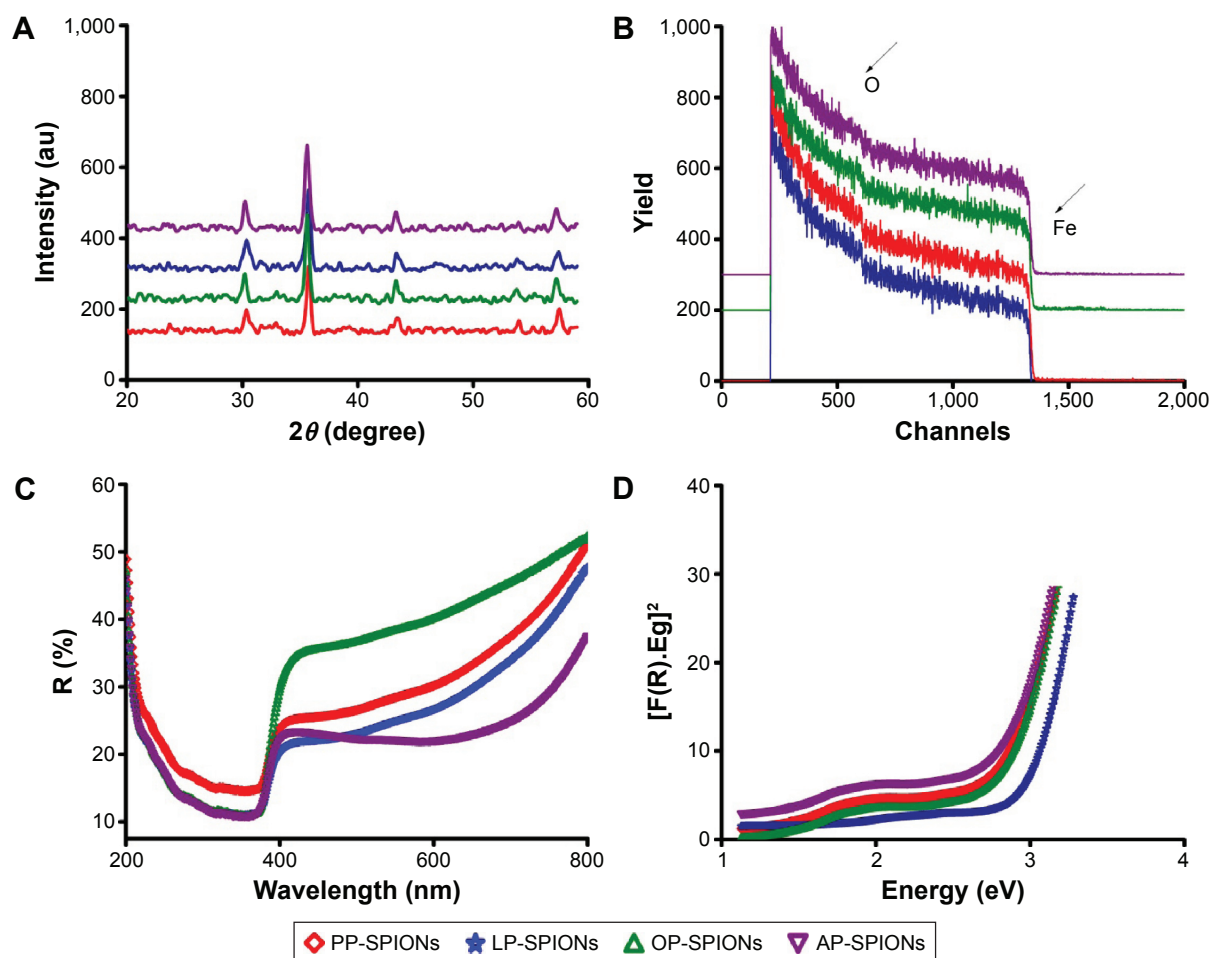 A
1,000
800
600
400
200
0
Intensity (au)
20 30 40 50 60
2θ (degree)
B
1,000
800
600
400
200
0
Yield
O
Fe
0 500 1,000 1,500 2,000
Channels
C
60
50
40
30
20
10
R (%)
200 400 600 800
Wavelength (nm)
D
40
30
20
10
0
[F(R).Eg]²
1 2 3 4
Energy (eV)
PP-SPIONs LP-SPIONs OP-SPIONs AP-SPIONs